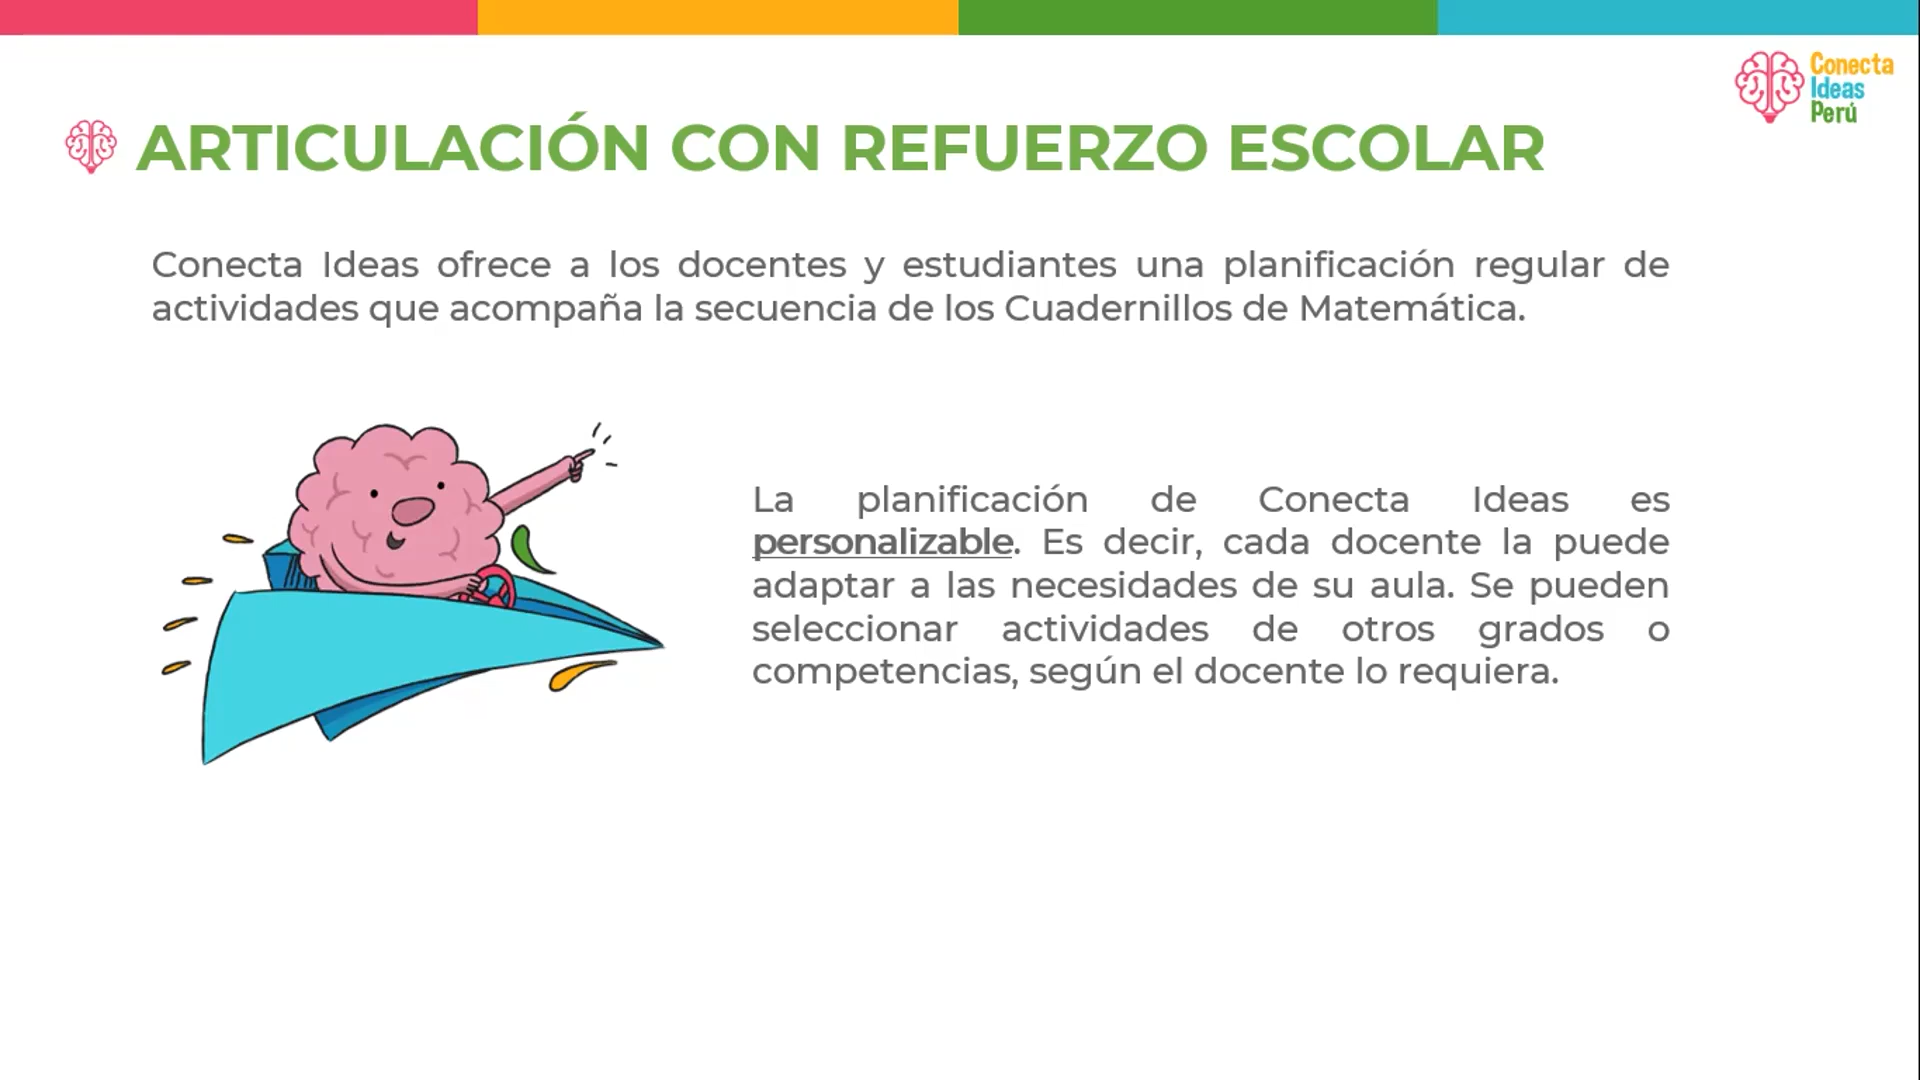 Conecta
Ideas
Perú
ARTICULACIÓN CON REFUERZO ESCOLAR
Conecta Ideas ofrece a los docentes y estudiantes una planificación regular de
actividades que acompaña la secuencia de los Cuadernillos de Matemática.
La planificación de Conecta Ideas es
personalizable. Es decir, cada docente la puede
adaptar a las necesidades de su aula. Se pueden
seleccionar actividades de otros grados o
competencias, según el docente lo requiera.